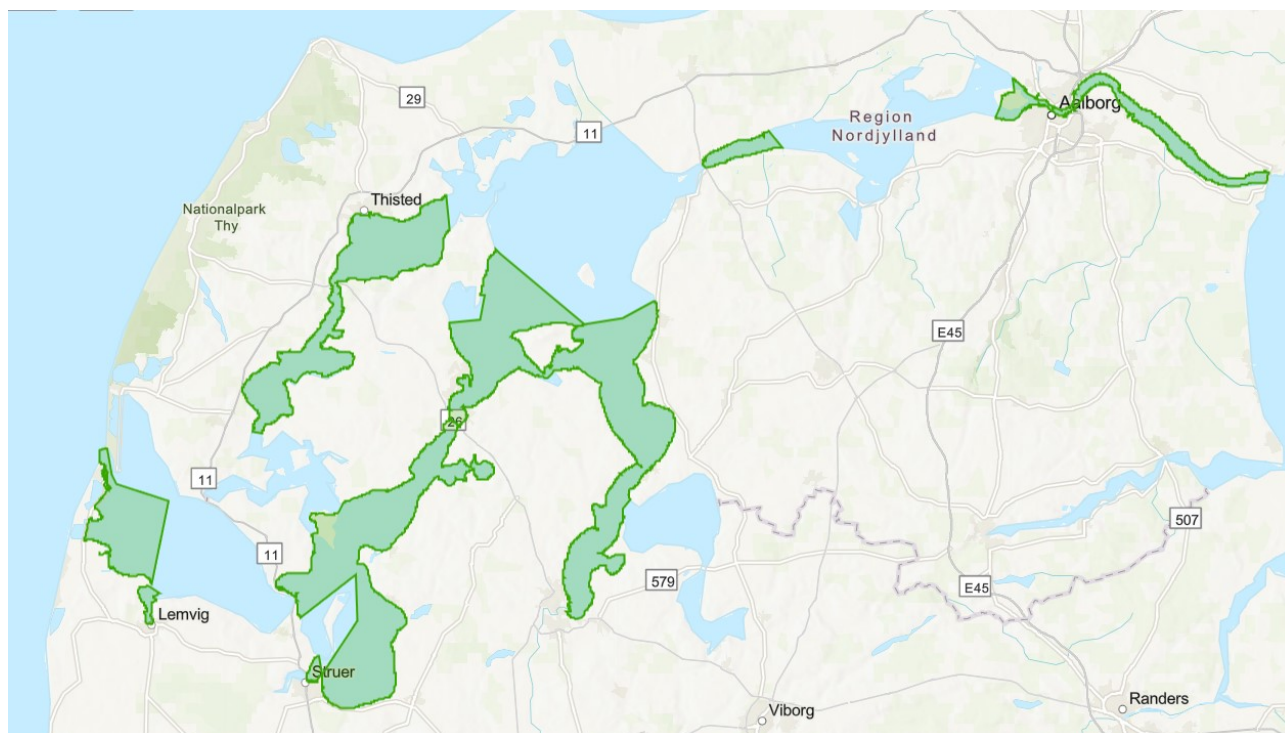 29
11
Aalborg
Region
Nordjylland
Thisted
Nationalpark
Thy
E45
26
11
507
11
579
E45
Lemvig
Struer
Randers
Viborg